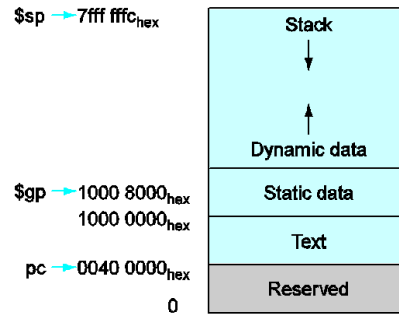 $sp → 7fff fffc hex
Stack
Dynamic data
$gp → 1000 8000 hex
Static data
1000 0000 hex
Text
pc → 0040 0000 hex
Reserved
0